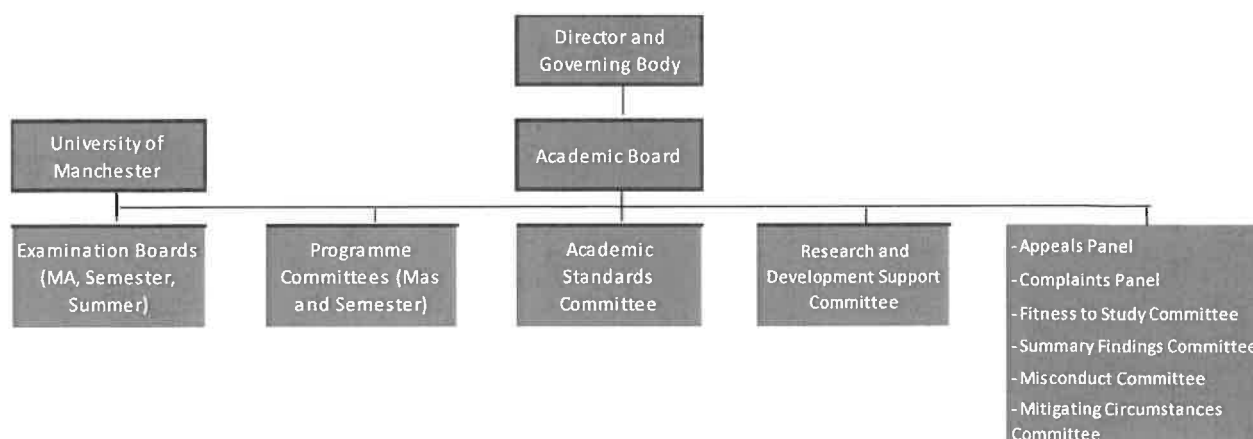 Director and
Governing Body
University of
Manchester
Academic Board
Examination Boards
(MA, Semester,
Summer)
Programme
Committees (Mas
and Semester)
Academic
Standards
Committee
Research and
Development Support
Committee
-Appeals Panel
-Complaints Panel
-Fitness to Study Committee
-Summary Findings Committee
-Misconduct Committee
-Mitigating Circumstances
Committee